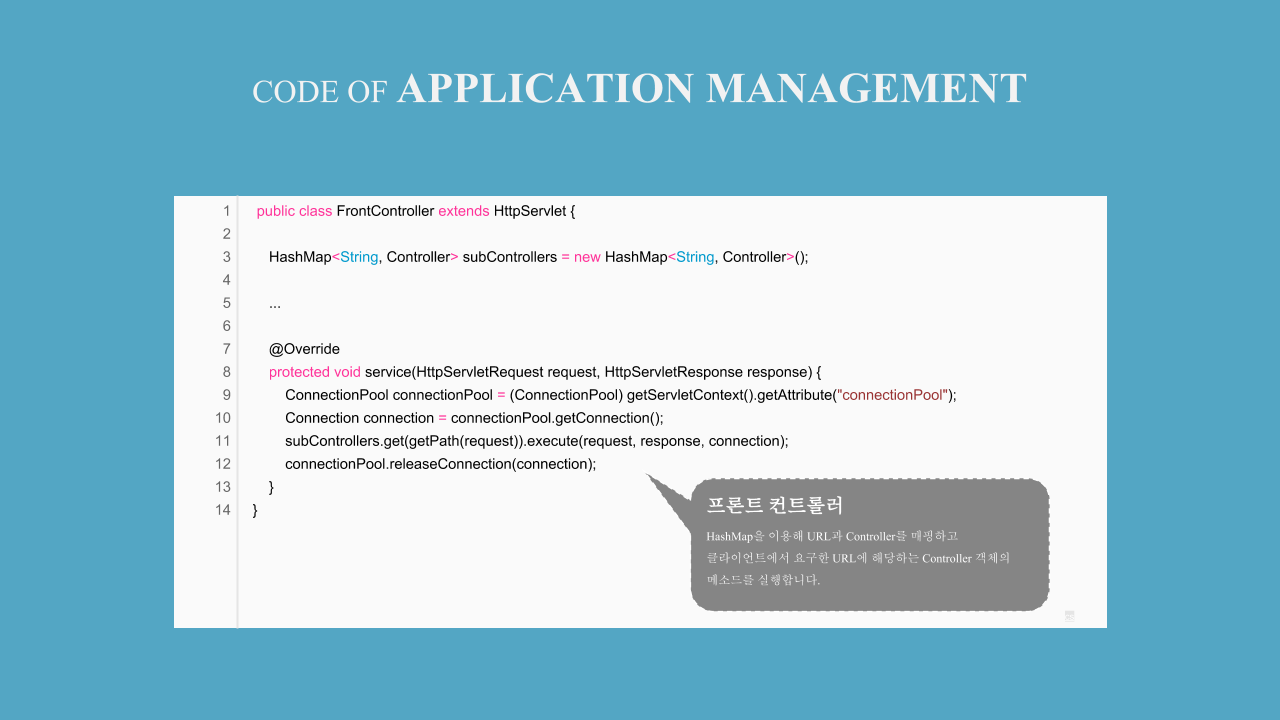 CODE OF APPLICATION MANAGEMENT
1 public class FrontController extends HttpServlet {
2
3 HashMap<String, Controller> subControllers = new HashMap<String, Controller>();
4
5 ...
6
7 @Override
8 protected void service(HttpServletRequest request, HttpServletResponse response) {
9 ConnectionPool connectionPool = (ConnectionPool) getServletContext().getAttribute("connectionPool");
10 Connection connection = connectionPool.getConnection();
11 subControllers.get(getPath(request)).execute(request, response, connection);
12 connectionPool.releaseConnection(connection);
13 }
14 }
프론트 컨트롤러
HashMap을 이용해 URL과 Controller를 매핑하고
클라이언트에서 요구한 URL에 해당하는 Controller 객체의
메소드를 실행합니다.